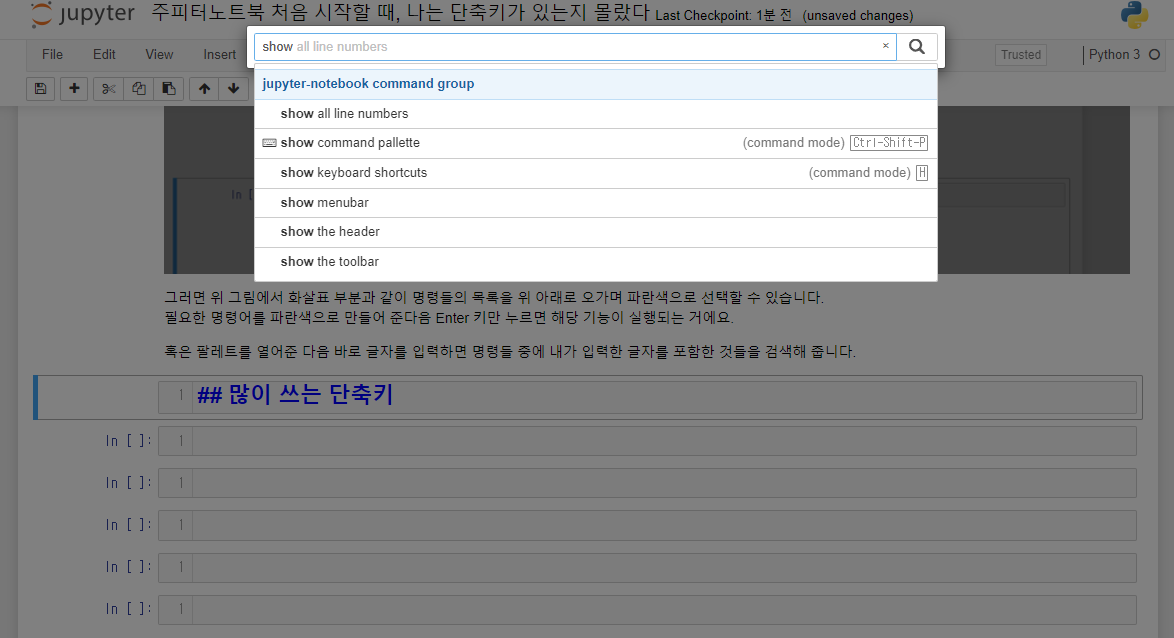 jupyter 주피터노트북 처음 시작할 때, 나는 단축키가 있는지 몰랐다 Last Checkpoint: 1분 전 (unsaved changes)
File Edit View Insert Trusted Python 3
show all line numbers ×
jupyter-notebook command group
show all line numbers
show command pallette (command mode) Ctrl-Shift-P
show keyboard shortcuts (command mode) H
In [
show menubar
show the header
show the toolbar
그러면 위 그림에서 화살표 부분과 같이 명령들의 목록을 위 아래로 오가며 파란색으로 선택할 수 있습니다.
필요한 명령어를 파란색으로 만들어 준다음 Enter 키만 누르면 해당 기능이 실행되는 거에요.
혹은 팔레트를 열어준 다음 바로 글자를 입력하면 명령들 중에 내가 입력한 글자를 포함한 것들을 검색해 줍니다.
1 ## 많이 쓰는 단축키
In [ ]: 1
In [ ]: 1
In [ ]: 1
In [ ]: 1
In [ ]: 1